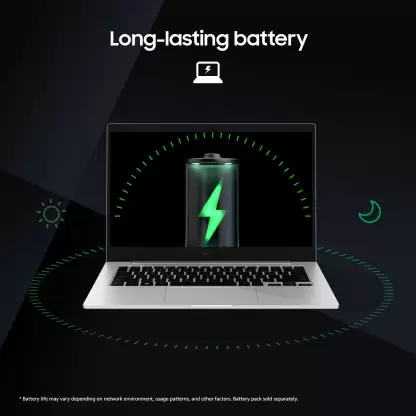 Long-lasting battery
* Battery life may vary depending on network environment, usage patterns, and other factors. Battery pack sold separately.